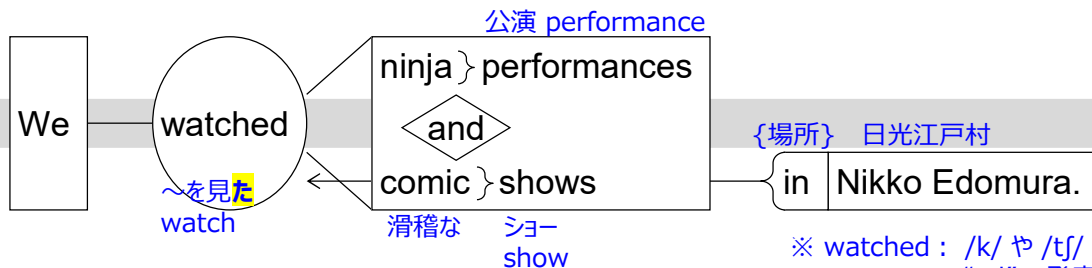 公演 performance
ninja performances
We watched and
{場所} 日光江戸村
comic shows in Nikko Edomura.
～を見た
watch
滑稽な ショー
show
※ watched : /k/ や /tʃ/